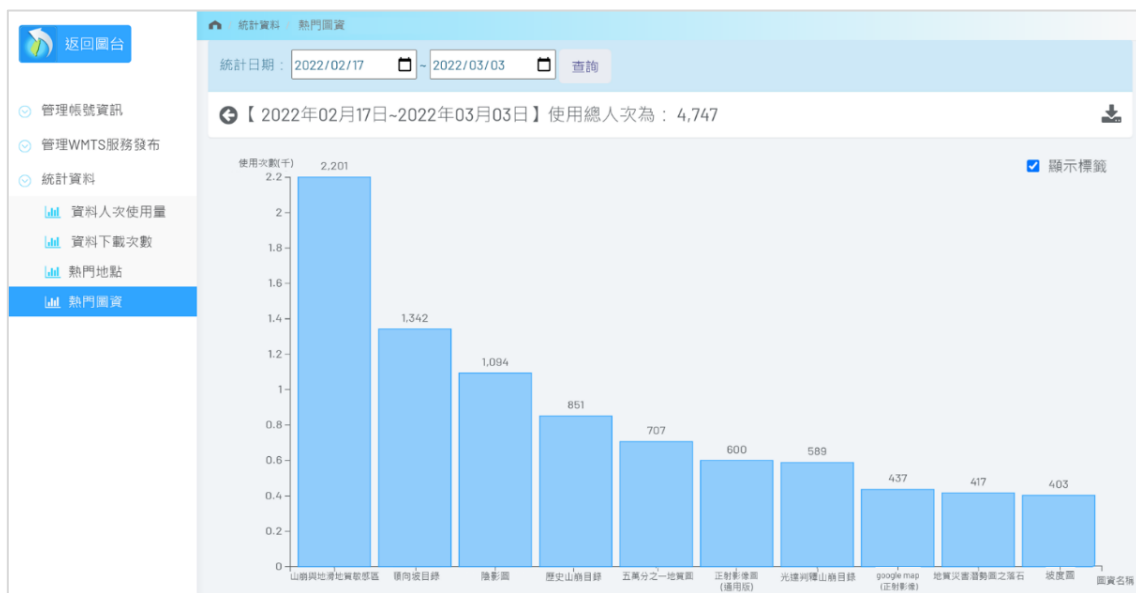 返回圖台
統計資料 / 熱門圖資
統計日期： 2022/02/17 ~ 2022/03/03 查詢
管理帳號資訊
管理WMTS服務發布
統計資料
資料人次使用量
資料下載次數
熱門地點
熱門圖資
【 2022年02月17日~2022年03月03日】使用總人次為： 4,747
使用次數(千)
顯示標籤
2,201
1,342
1,094
851
707
600
589
437
417
403
2.2
2
1.8
1.6
1.4
1.2
1
0.8
0.6
0.4
0.2
0
山崩與地滑地質敏感區
順向坡目錄
陰影圖
歷史山崩目錄
五萬分之一地質圖
正射影像圖
(通用版)
光達判釋山崩目錄
google map
(正射影像)
地質災害潛勢圖之落石
坡度圖
圖資名稱